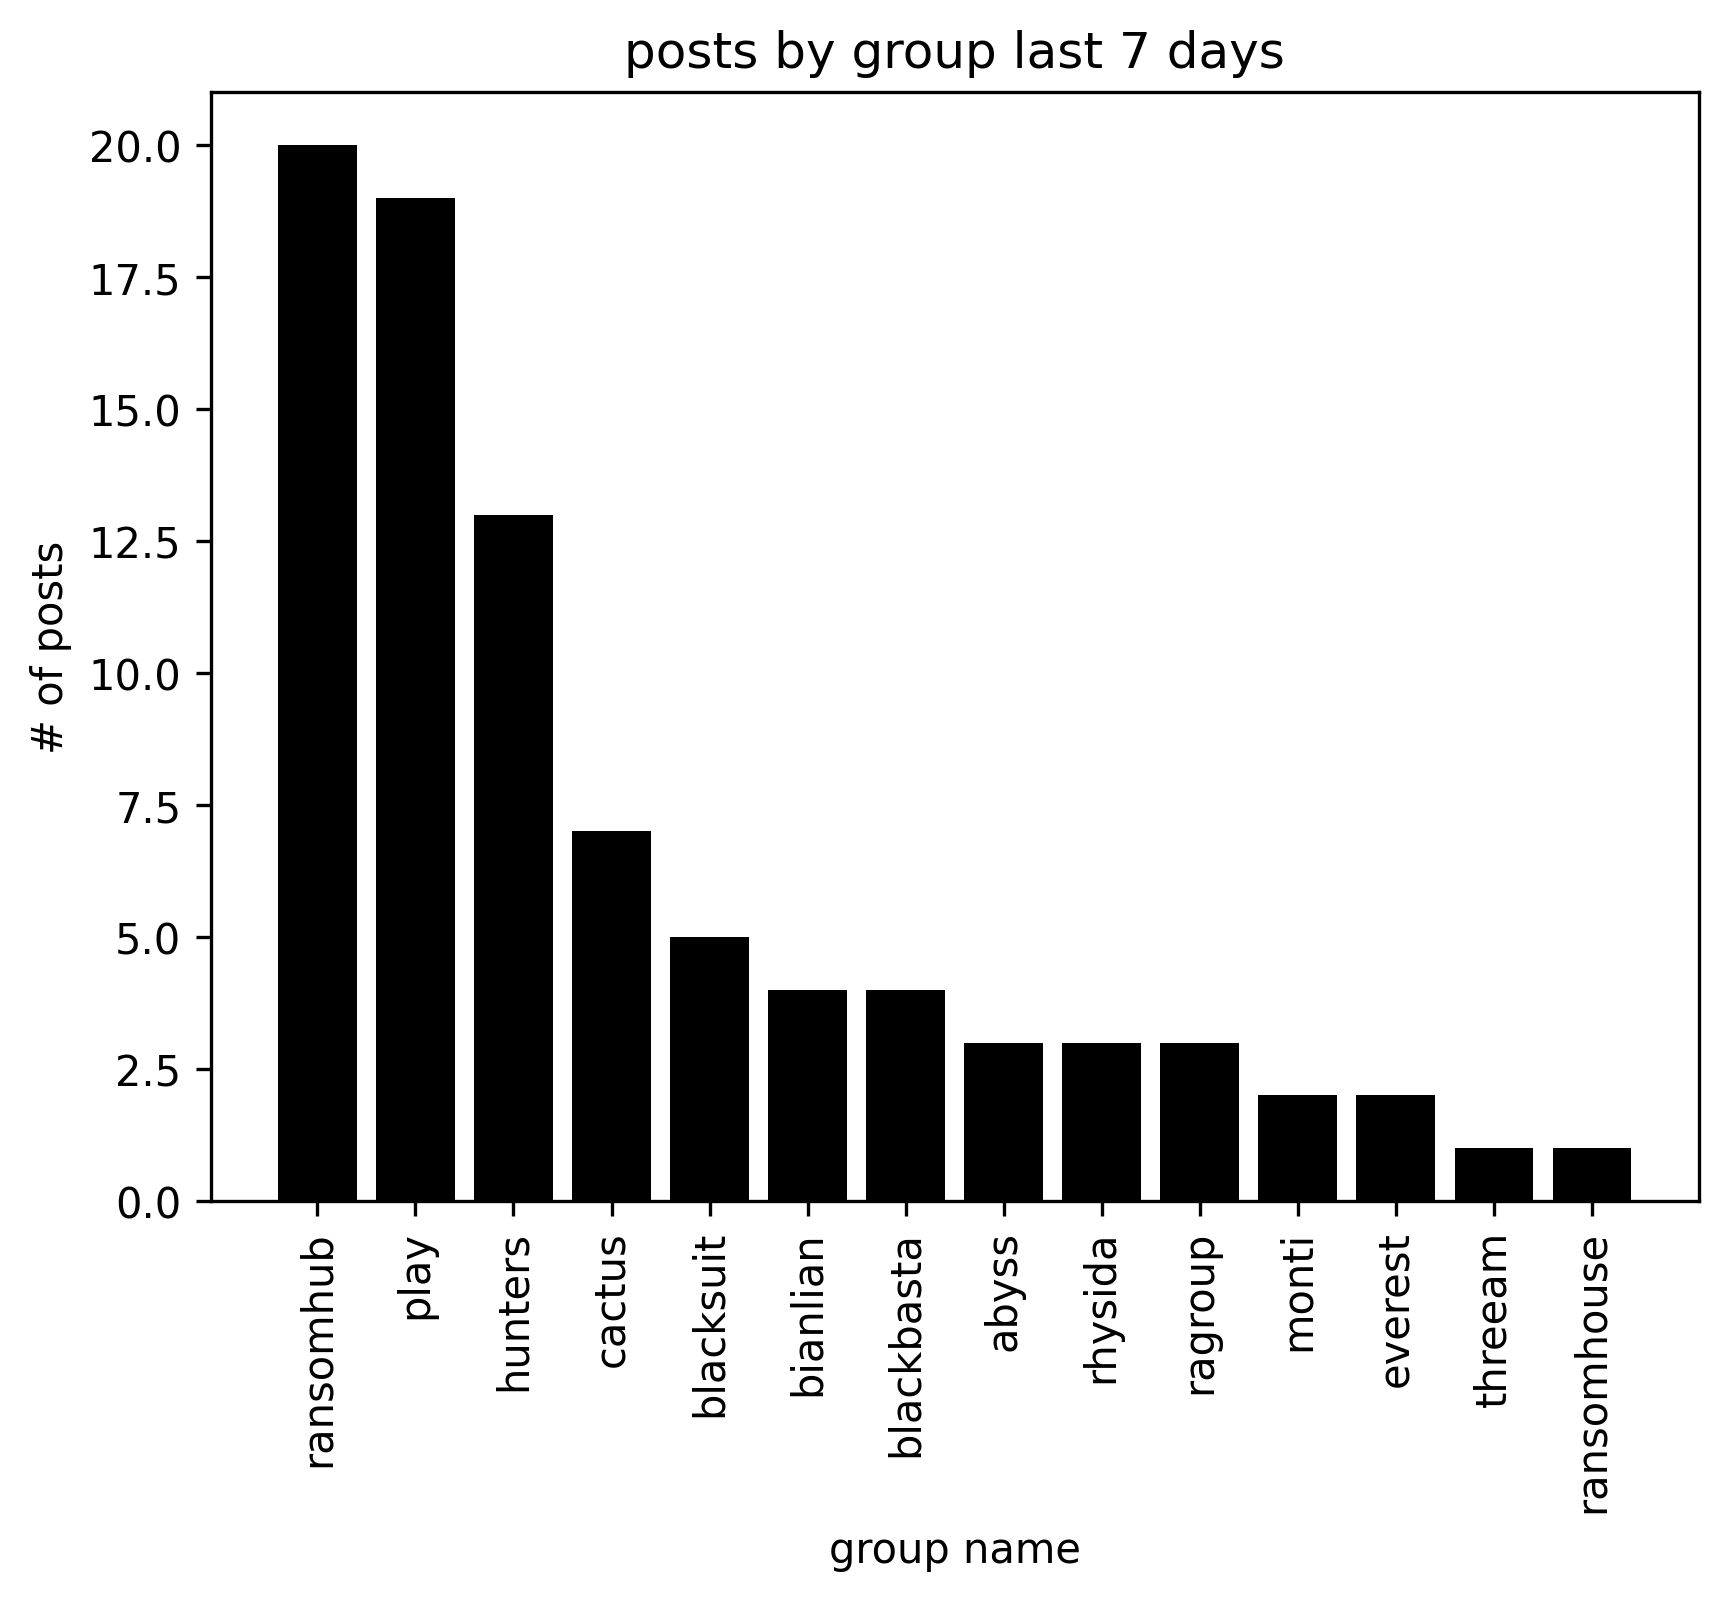 posts by group last 7 days
20.0
17.5
15.0
12.5
10.0
7.5
5.0
2.5
0.0
# of posts
ransomhub
play
hunters
cactus
blacksuit
bianlian
blackbasta
abyss
rhysida
ragroup
monti
everest
threeam
ransomhouse
group name